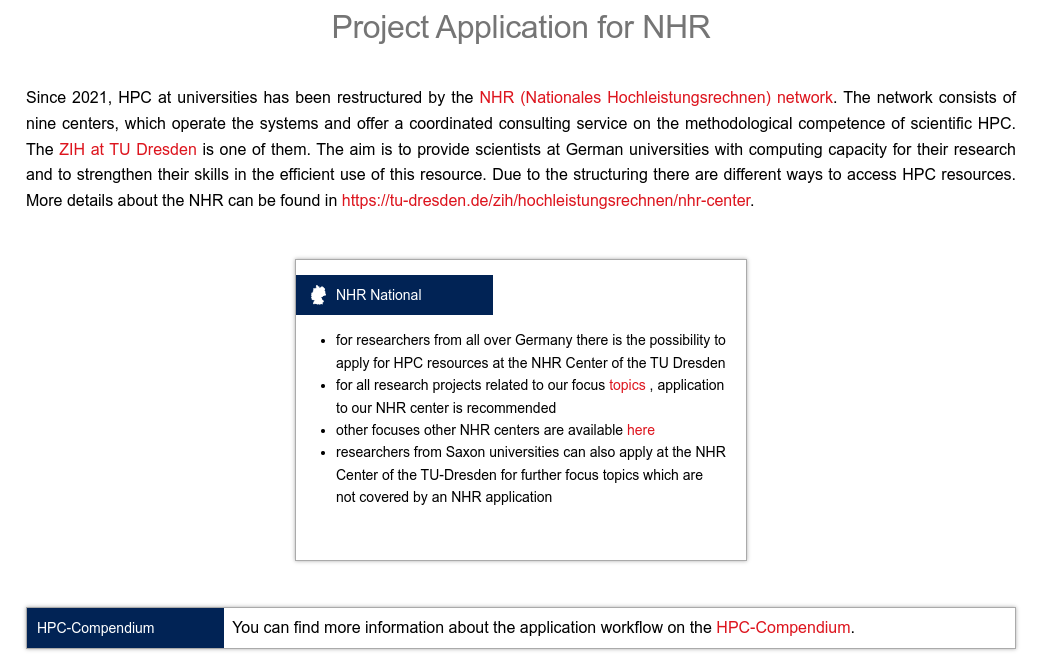 Project Application for NHR
Since 2021, HPC at universities has been restructured by the NHR (Nationales Hochleistungsrechnen) network. The network consists of
nine centers, which operate the systems and offer a coordinated consulting service on the methodological competence of scientific HPC.
The ZIH at TU Dresden is one of them. The aim is to provide scientists at German universities with computing capacity for their research
and to strengthen their skills in the efficient use of this resource. Due to the structuring there are different ways to access HPC resources.
More details about the NHR can be found in https://tu-dresden.de/zih/hochleistungsrechnen/nhr-center.
NHR National
• for researchers from all over Germany there is the possibility to
apply for HPC resources at the NHR Center of the TU Dresden
• for all research projects related to our focus topics , application
to our NHR center is recommended
• other focuses other NHR centers are available here
• researchers from Saxon universities can also apply at the NHR
Center of the TU-Dresden for further focus topics which are
not covered by an NHR application
HPC-Compendium
You can find more information about the application workflow on the HPC-Compendium.